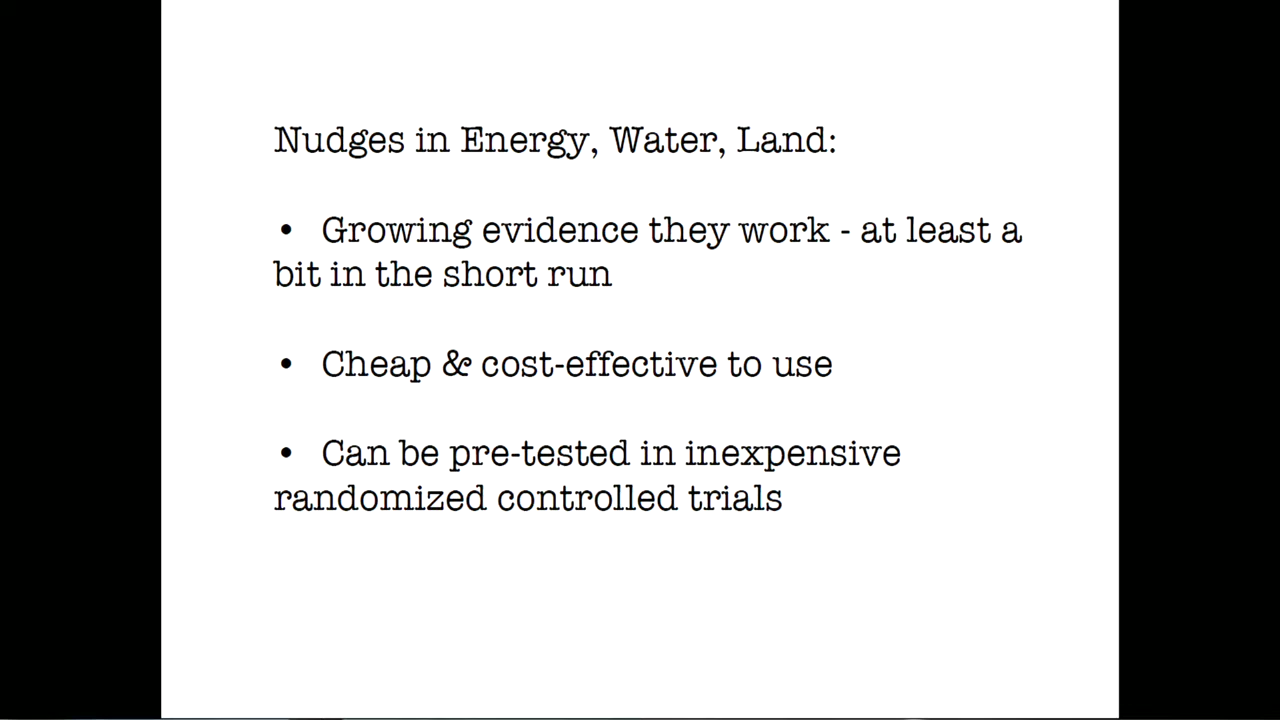 Nudges in Energy, Water, Land:
• Growing evidence they work - at least a
bit in the short run
• Cheap & cost-effective to use
• Can be pre-tested in inexpensive
randomized controlled trials